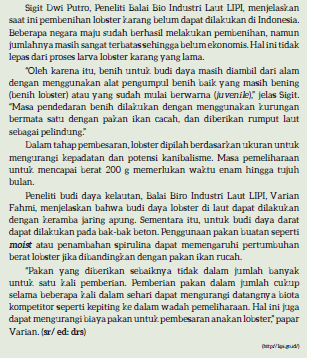 Sigit Dwi Putro, Peneliti Balai Bio Industri Laut LIPI, menjelaskan
saat ini pembenihan lobster karang belum dapat dilakukan di Indonesia.
Beberapa negara maju sudah berhasil melakukan pembenihan, namun
jumlahnya masih sangat terbatas sehingga belum ekonomis. Hal ini tidak
lepas dari proses larva lobster karang yang lama.
"Oleh karena itu, benih untuk budi daya masih diambil dari alam
dengan menggunakan alat pengumpul benih baik yang masih bening
(benih lobster) atau yang sudah mulai berwarna (juvenile)," jelas Sigit.
"Masa pendederan benih dilakukan dengan menggunakan kurungan
bermata satu dengan pakan ikan cacah, dan diberikan rumput laut
sebagai pelindung."
Dalam tahap pembesaran, lobster dipilah berdasarkan ukuran untuk
mengurangi kepadatan dan potensi kanibalisme. Masa pemeliharaan
untuk mencapai berat 200 g memerlukan waktu enam hingga tujuh
bulan.
Peneliti budi daya kelautan, Balai Biro Industri Laut LIPI, Varian
Fahmi, menjelaskan bahwa budi daya lobster di laut dapat dilakukan
dengan keramba jaring apung. Sementara itu, untuk budi daya darat
dapat dilakukan pada bak-bak beton. Penggunaan pakan buatan seperti
moist atau penambahan spirulina dapat memengaruhi pertumbuhan
berat lobster jika dibandingkan dengan pakan ikan rucah.
"Pakan yang diberikan sebaiknya tidak dalam jumlah banyak
untuk satu kali pemberian. Pemberian pakan dalam jumlah cukup
selama beberapa kali dalam sehari dapat mengurangi datangnya biota
kompetitor seperti kepiting ke dalam wadah pemeliharaan. Hal ini juga
dapat mengurangi biaya pakan untuk pembesaran anakan lobster," papar
Varian. (sr/ ed: drs)